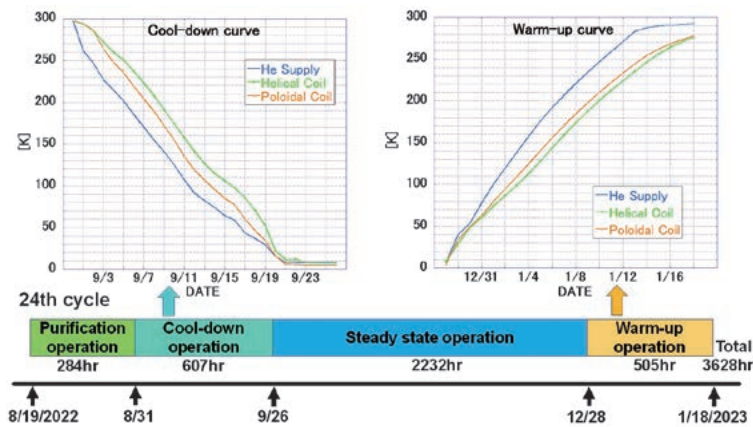 Cool-down curve
300
250
200
150
100
50
0
[K]
He Supply
Helical Coil
Poloidal Coil
9/3 9/7 9/11 9/15 9/19 9/23
DATE
Warm-up curve
300
250
200
150
100
50
0
[K]
He Supply
Helical Coil
Poloidal Coil
12/31 1/4 1/8 1/12 1/16
DATE
24th cycle
Purification operation
Cool-down operation
Steady state operation
Warm-up operation
Total
284hr 607hr 2232hr 505hr 3628hr
8/19/2022 8/31 9/26 12/28 1/18/2023